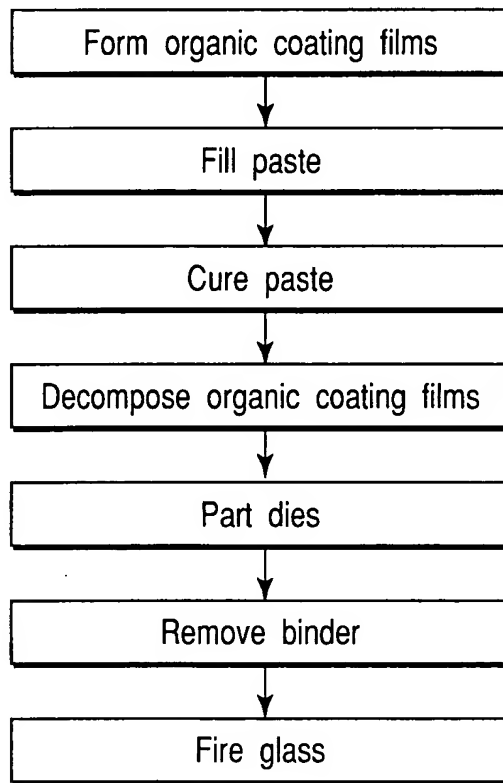 Form organic coating films
Fill paste
Cure paste
Decompose organic coating films
Part dies
Remove binder
Fire glass